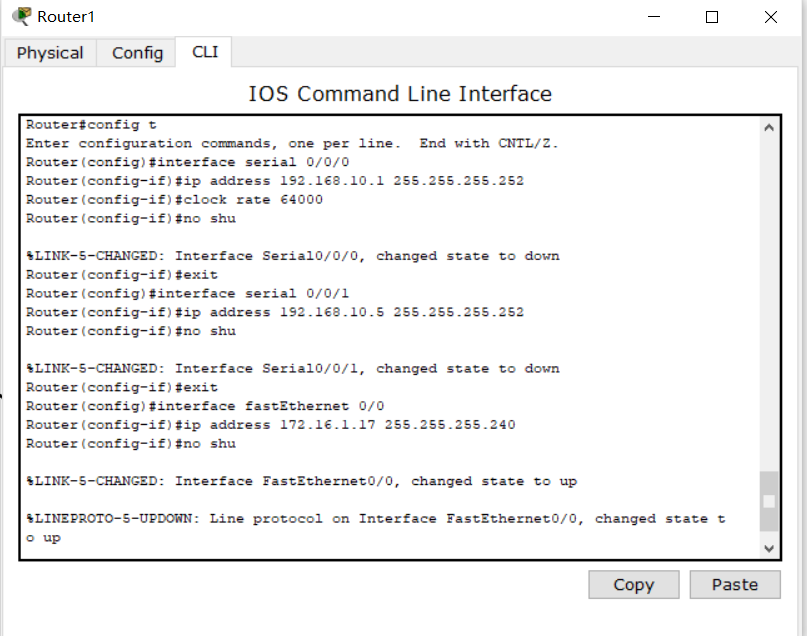 Router1
Physical Config CLI
IOS Command Line Interface
Router#config t
Enter configuration commands, one per line.  End with CNTL/Z.
Router(config)#interface serial 0/0/0
Router(config-if)#ip address 192.168.10.1 255.255.255.252
Router(config-if)#clock rate 64000
Router(config-if)#no shu
%LINK-5-CHANGED: Interface Serial0/0/0, changed state to down
Router(config-if)#exit
Router(config)#interface serial 0/0/1
Router(config-if)#ip address 192.168.10.5 255.255.255.252
Router(config-if)#no shu
%LINK-5-CHANGED: Interface Serial0/0/1, changed state to down
Router(config-if)#exit
Router(config)#interface fastEthernet 0/0
Router(config-if)#ip address 172.16.1.17 255.255.255.240
Router(config-if)#no shu
%LINK-5-CHANGED: Interface FastEthernet0/0, changed state to up
%LINEPROTO-5-UPDOWN: Line protocol on Interface FastEthernet0/0, changed state t
o up
Copy Paste